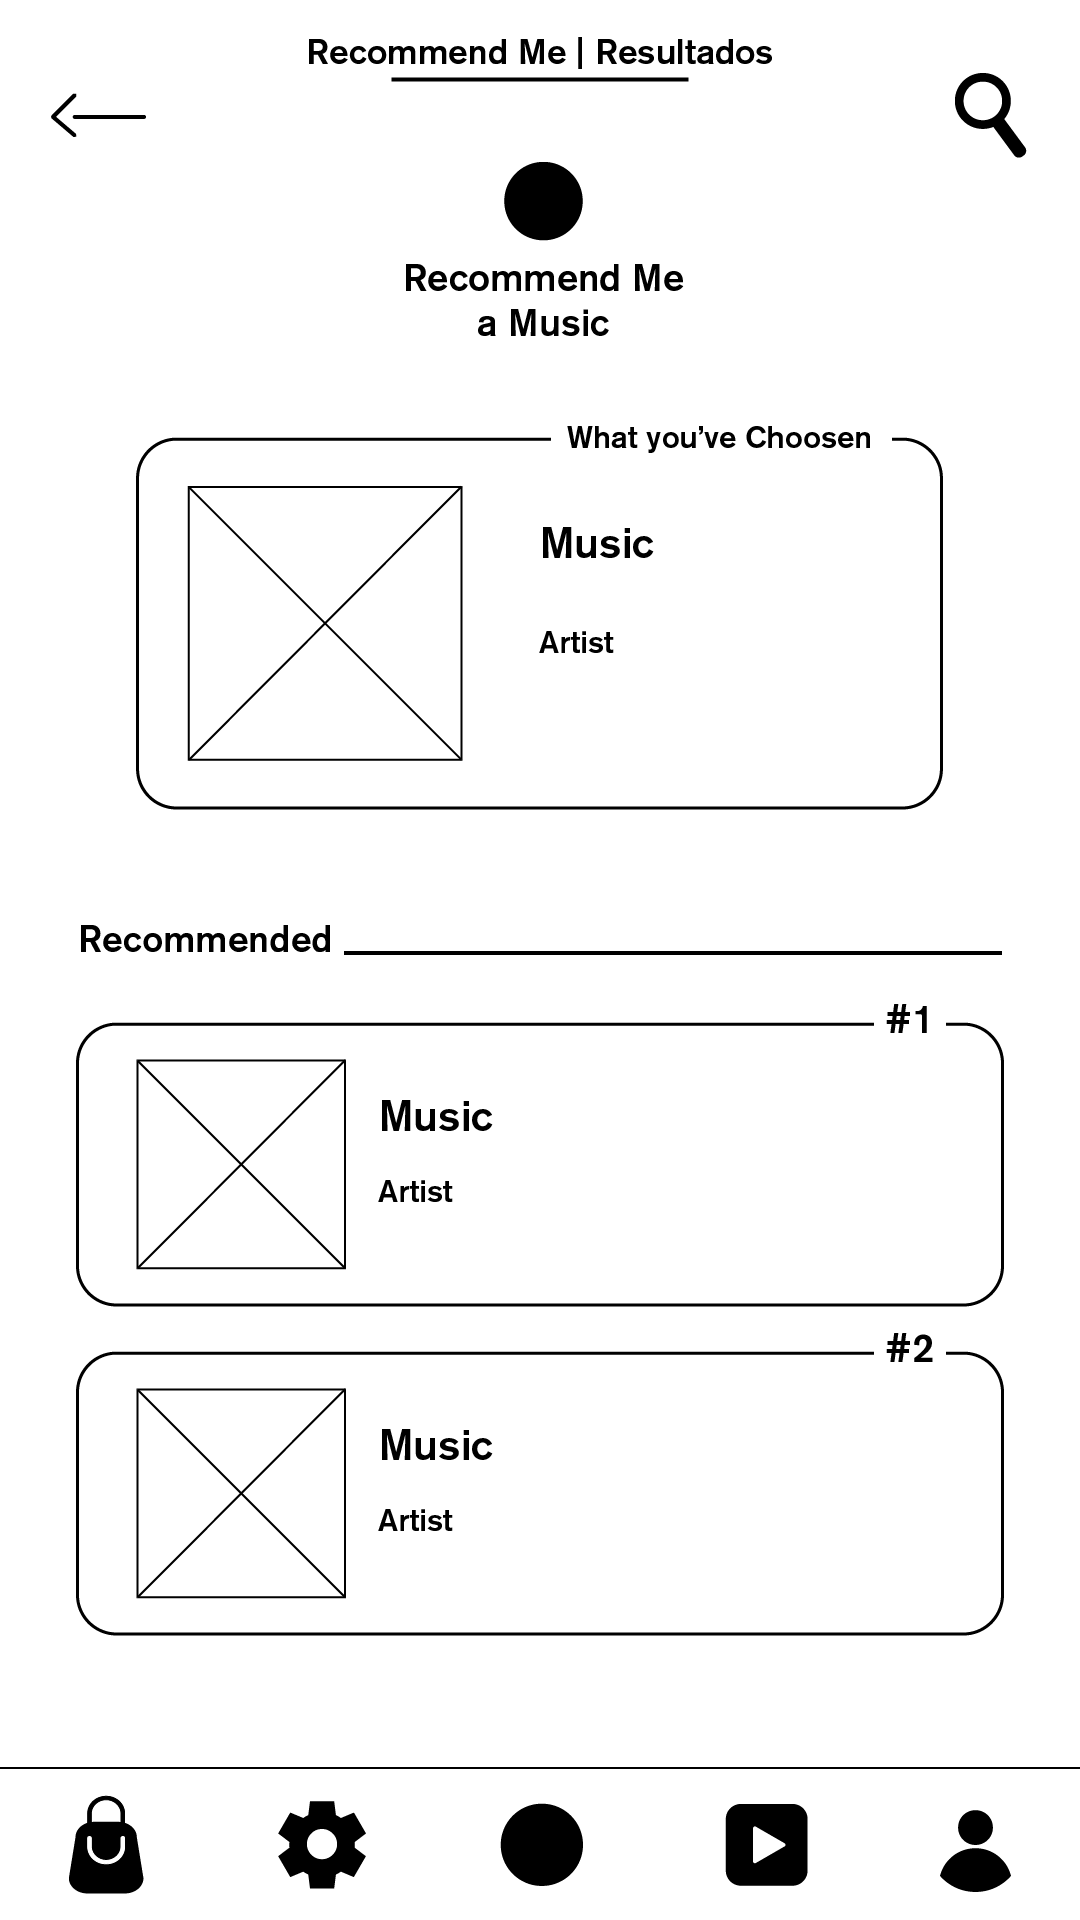 Recommend Me | Resultados
Recommend Me
a Music
What you’ve Choosen
Music
Artist
Recommended
#1
Music
Artist
#2
Music
Artist